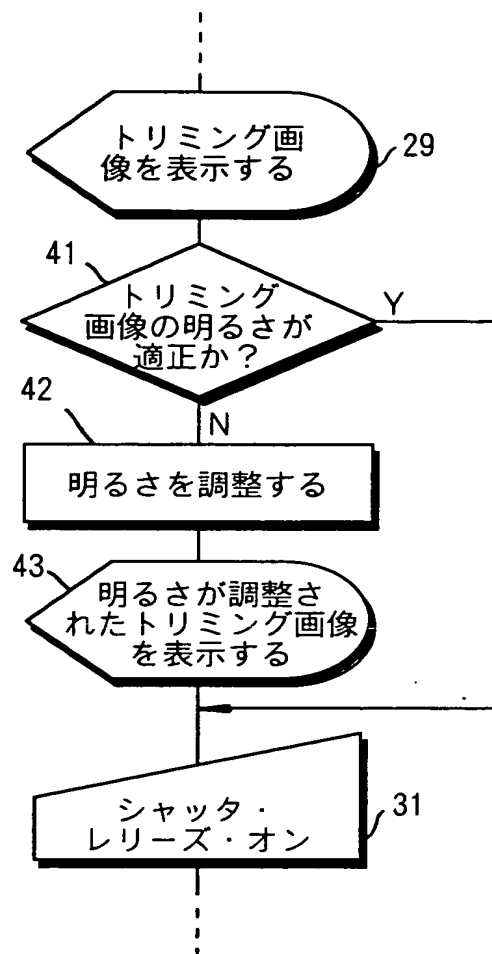 トリミング画
像を表示する
29
41
トリミング
画像の明るさが
適正か？
Y
N
42
明るさを調整する
43
明るさが調整さ
れたトリミング画像
を表示する
シャッタ・
レリーズ・オン
31